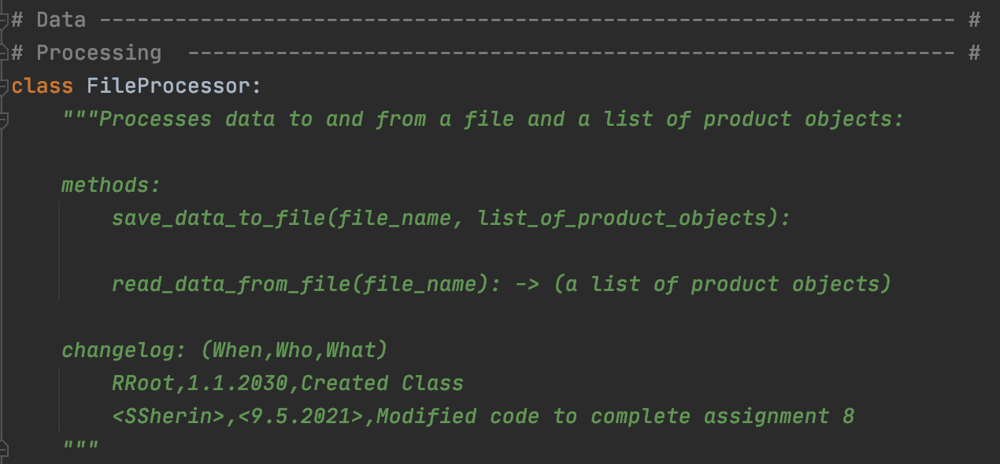 # Data -------------------------------------------------------------------- #
# Processing  ------------------------------------------------------------- #
class FileProcessor:
    """Processes data to and from a file and a list of product objects:

    methods:
        save_data_to_file(file_name, list_of_product_objects):

        read_data_from_file(file_name): -> (a list of product objects)

    changelog: (When,Who,What)
        RRoot,1.1.2030,Created Class
        <SSherin>,<9.5.2021>,Modified code to complete assignment 8
    """